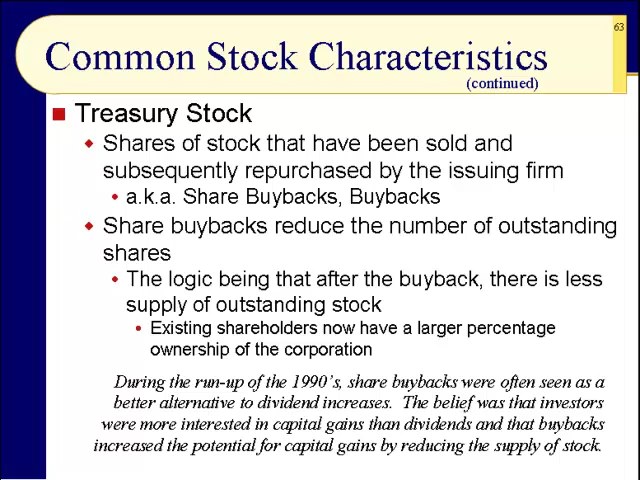 63
Common Stock Characteristics
(continued)
Treasury Stock
Shares of stock that have been sold and
subsequently repurchased by the issuing firm
a.k.a. Share Buybacks, Buybacks
Share buybacks reduce the number of outstanding
shares
The logic being that after the buyback, there is less
supply of outstanding stock
Existing shareholders now have a larger percentage
ownership of the corporation
During the run-up of the 1990's, share buybacks were often seen as a
better alternative to dividend increases. The belief was that investors
were more interested in capital gains than dividends and that buybacks
increased the potential for capital gains by reducing the supply of stock.